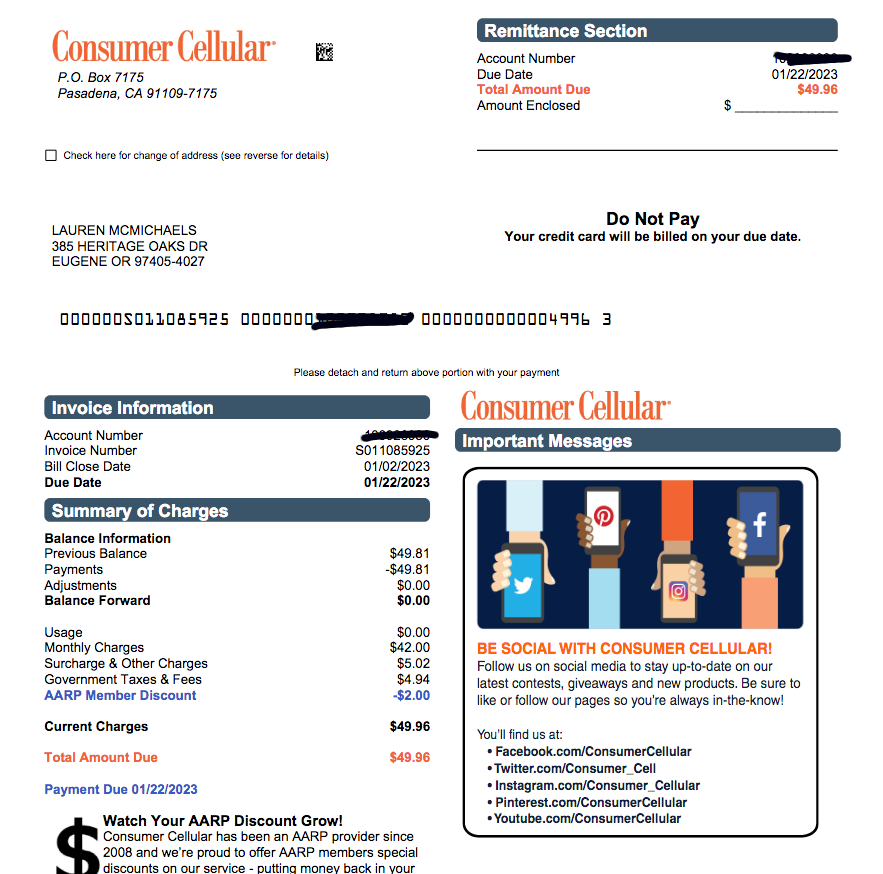 Consumer Cellular®
P.O. Box 7175
Pasadena, CA 91109-7175
Remittance Section
Account Number
Due Date 01/22/2023
Total Amount Due $49.96
Amount Enclosed $ ______________
Check here for change of address (see reverse for details)
LAUREN MCMICHAELS
385 HERITAGE OAKS DR
EUGENE OR 97405-4027
Do Not Pay
Your credit card will be billed on your due date.
000000S011085925 0000000 0000000000004996 3
Please detach and return above portion with your payment
Invoice Information
Account Number
Invoice Number S011085925
Bill Close Date 01/02/2023
Due Date 01/22/2023
Summary of Charges
Balance Information
Previous Balance $49.81
Payments -$49.81
Adjustments $0.00
Balance Forward $0.00
Usage $0.00
Monthly Charges $42.00
Surcharge & Other Charges $5.02
Government Taxes & Fees $4.94
AARP Member Discount -$2.00
Current Charges $49.96
Total Amount Due $49.96
Payment Due 01/22/2023
$
Watch Your AARP Discount Grow!
Consumer Cellular has been an AARP provider since
2008 and we're proud to offer AARP members special
discounts on our service - putting money back in your
Consumer Cellular®
Important Messages
f
BE SOCIAL WITH CONSUMER CELLULAR!
Follow us on social media to stay up-to-date on our
latest contests, giveaways and new products. Be sure to
like or follow our pages so you're always in-the-know!
You'll find us at:
• Facebook.com/ConsumerCellular
• Twitter.com/Consumer_Cell
• Instagram.com/Consumer_Cellular
• Pinterest.com/ConsumerCellular
• Youtube.com/ConsumerCellular